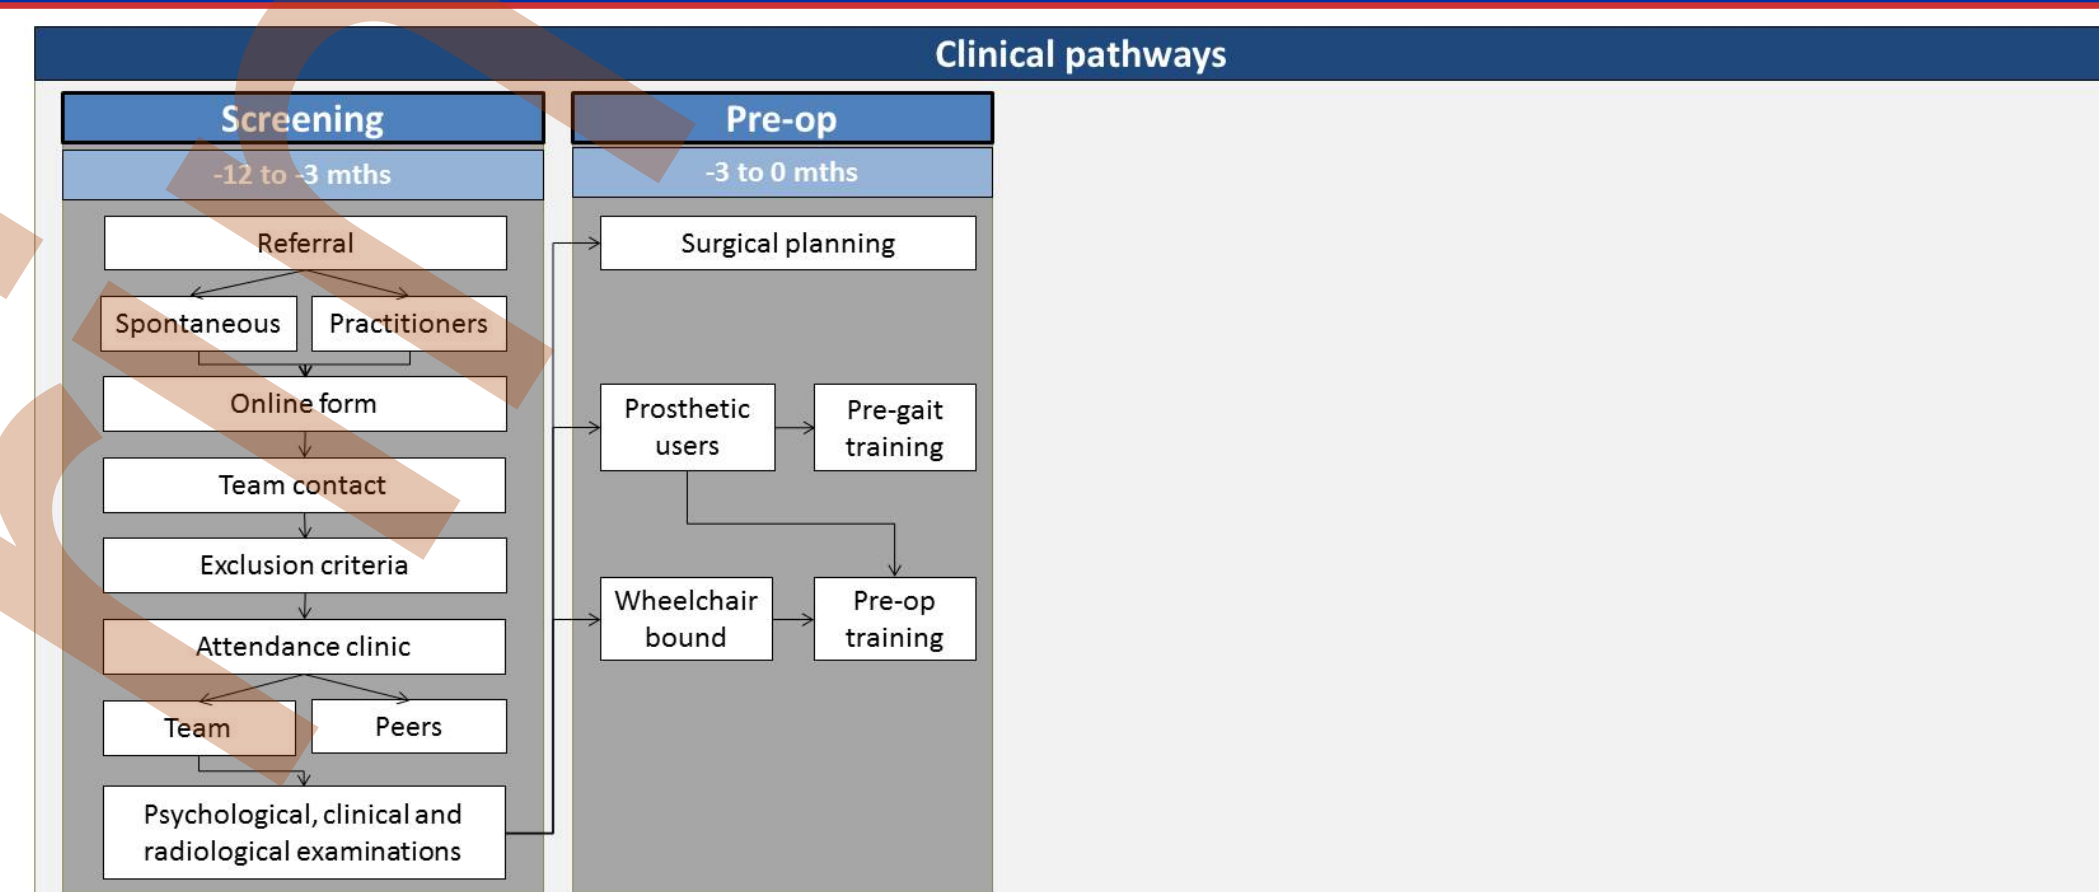 Clinical pathways
Screening
-12 to -3 mths
Referral
Spontaneous
Practitioners
Online form
Team contact
Exclusion criteria
Attendance clinic
Team
Peers
Psychological, clinical and
radiological examinations
Pre-op
-3 to 0 mths
Surgical planning
Prosthetic
users
Pre-gait
training
Wheelchair
bound
Pre-op
training